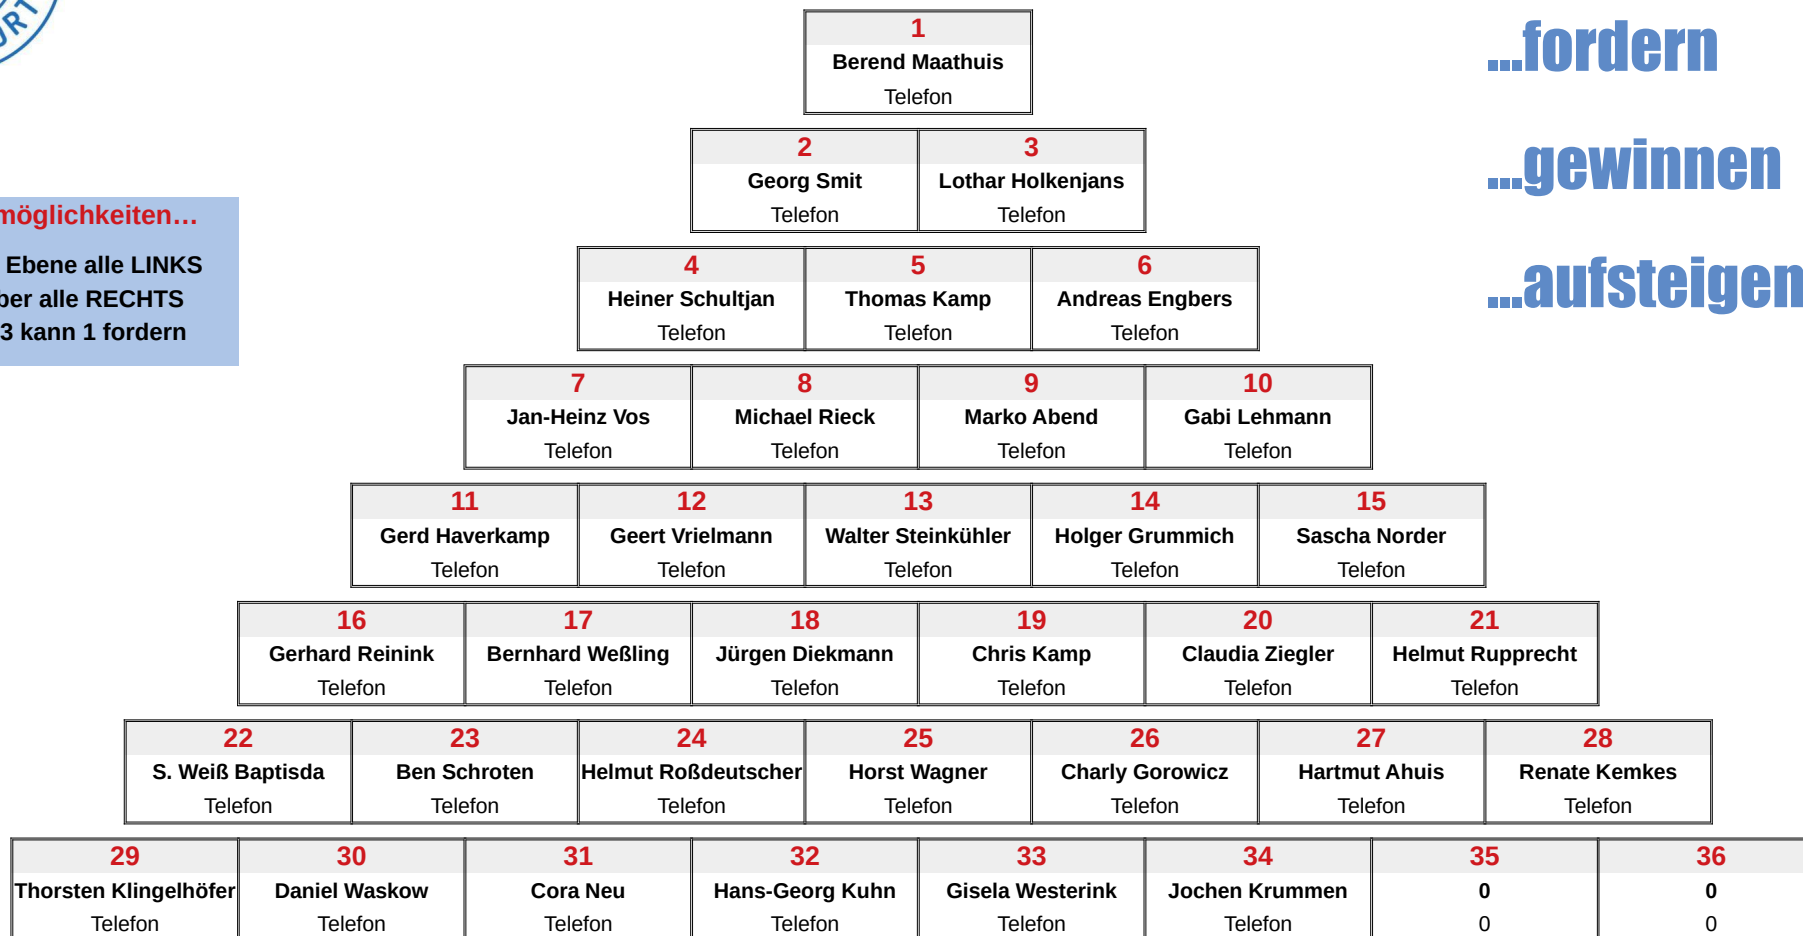 1
Berend Maathuis
Telefon
...fordern
2 3
Georg Smit Lothar Holkenjans
Telefon Telefon
...gewinnen
möglichkeiten...
Ebene alle LINKS
alle RECHTS
3 kann 1 fordern
4 5 6
Heiner Schultjan Thomas Kamp Andreas Engbers
Telefon Telefon Telefon
...aufsteigen
7 8 9 10
Jan-Heinz Vos Michael Rieck Marko Abend Gabi Lehmann
Telefon Telefon Telefon Telefon
11 12 13 14 15
Gerd Haverkamp Geert Vrielmann Walter Steinkühler Holger Grummich Sascha Norder
Telefon Telefon Telefon Telefon Telefon
16 17 18 19 20 21
Gerhard Reinink Bernhard Weßling Jürgen Diekmann Chris Kamp Claudia Ziegler Helmut Rupprecht
Telefon Telefon Telefon Telefon Telefon Telefon
22 23 24 25 26 27 28
S. Weiß Baptisda Ben Schroten Helmut Roßdeutscher Horst Wagner Charly Gorowicz Hartmut Ahuis Renate Kemkes
Telefon Telefon Telefon Telefon Telefon Telefon Telefon
29 30 31 32 33 34 35 36
Thorsten Klingelhöfer Daniel Waskow Cora Neu Hans-Georg Kuhn Gisela Westerink Jochen Krummen 0 0
Telefon Telefon Telefon Telefon Telefon Telefon 0 0